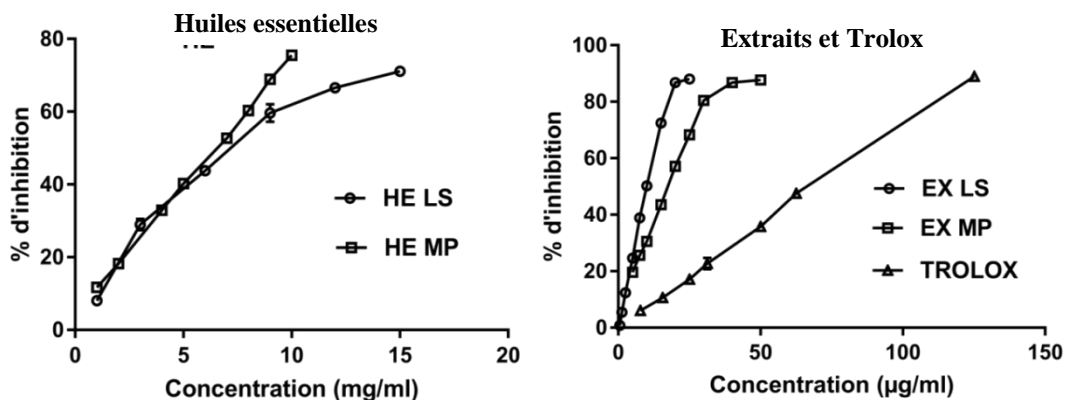 Huiles essentielles
80
60
40
20
0
% d'inhibition
HE LS
HE MP
0 5 10 15 20
Concentration (mg/ml)
Extraits et Trolox
100
80
60
40
20
0
% d'inhibition
EX LS
EX MP
TROLOX
0 50 100 150
Concentration (µg/ml)